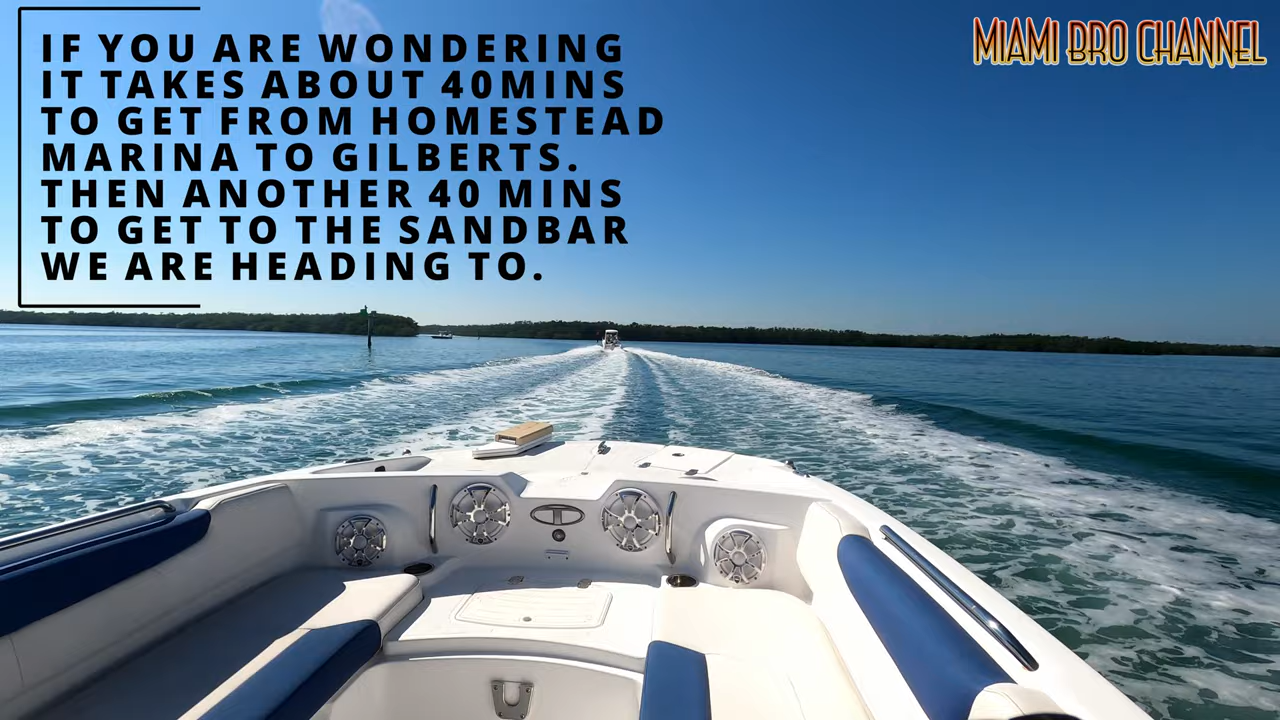 IF YOU ARE WONDERING
IT TAKES ABOUT 40MINS
TO GET FROM HOMESTEAD
MARINA TO GILBERTS.
THEN ANOTHER 40 MINS
TO GET TO THE SANDBAR
WE ARE HEADING TO.
MIAMI BRO CHANNEL